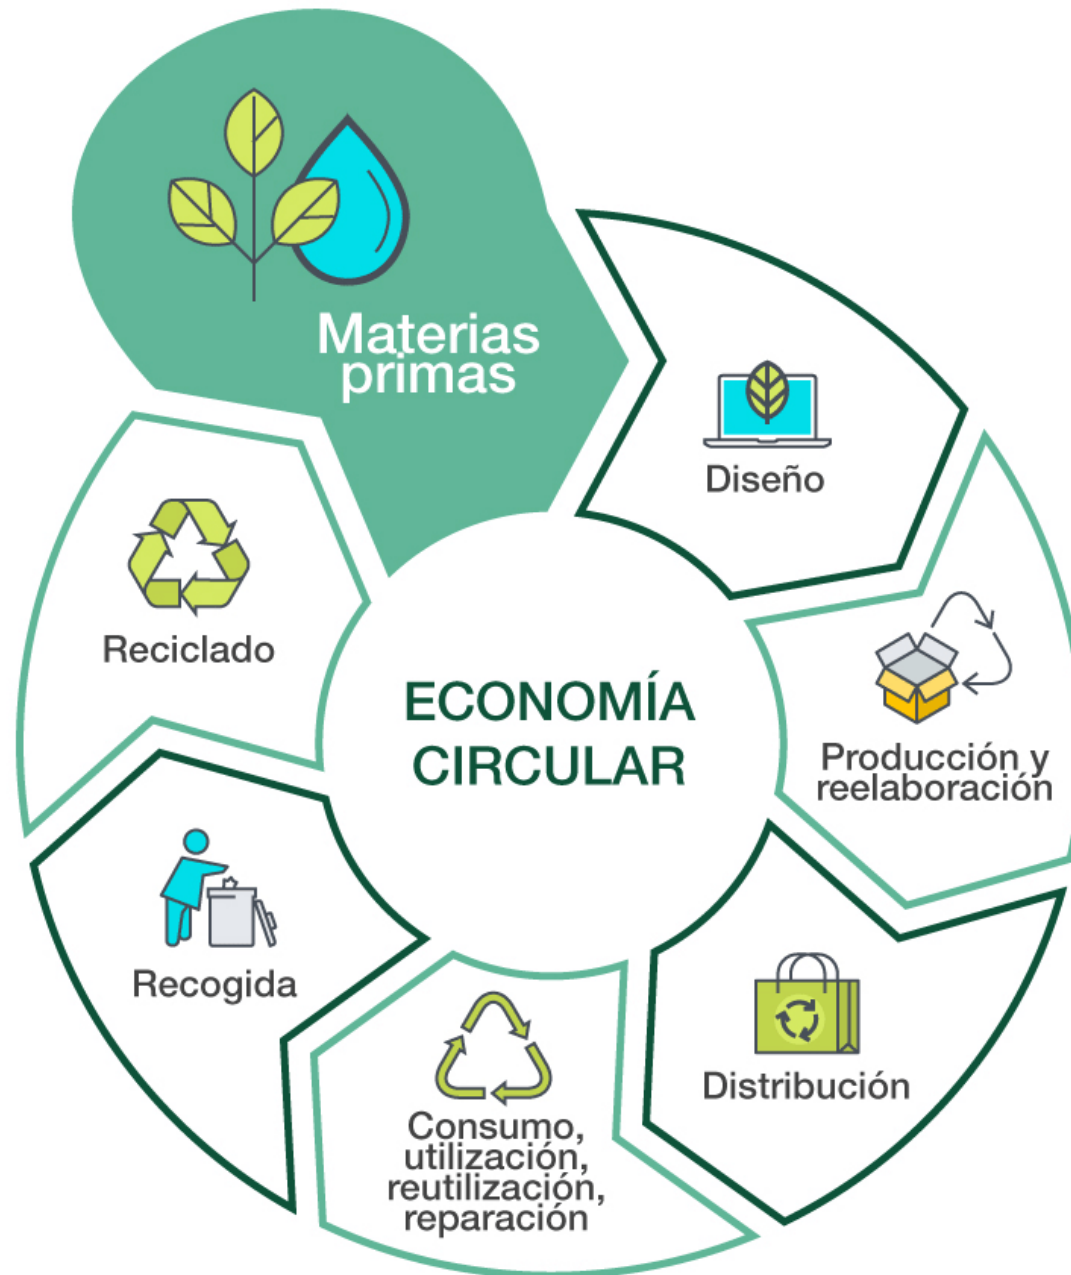 Materias
primas
Diseño
Producción y
reelaboración
Distribución
Consumo,
utilización,
reutilización,
reparación
Recogida
Reciclado
ECONOMÍA
CIRCULAR